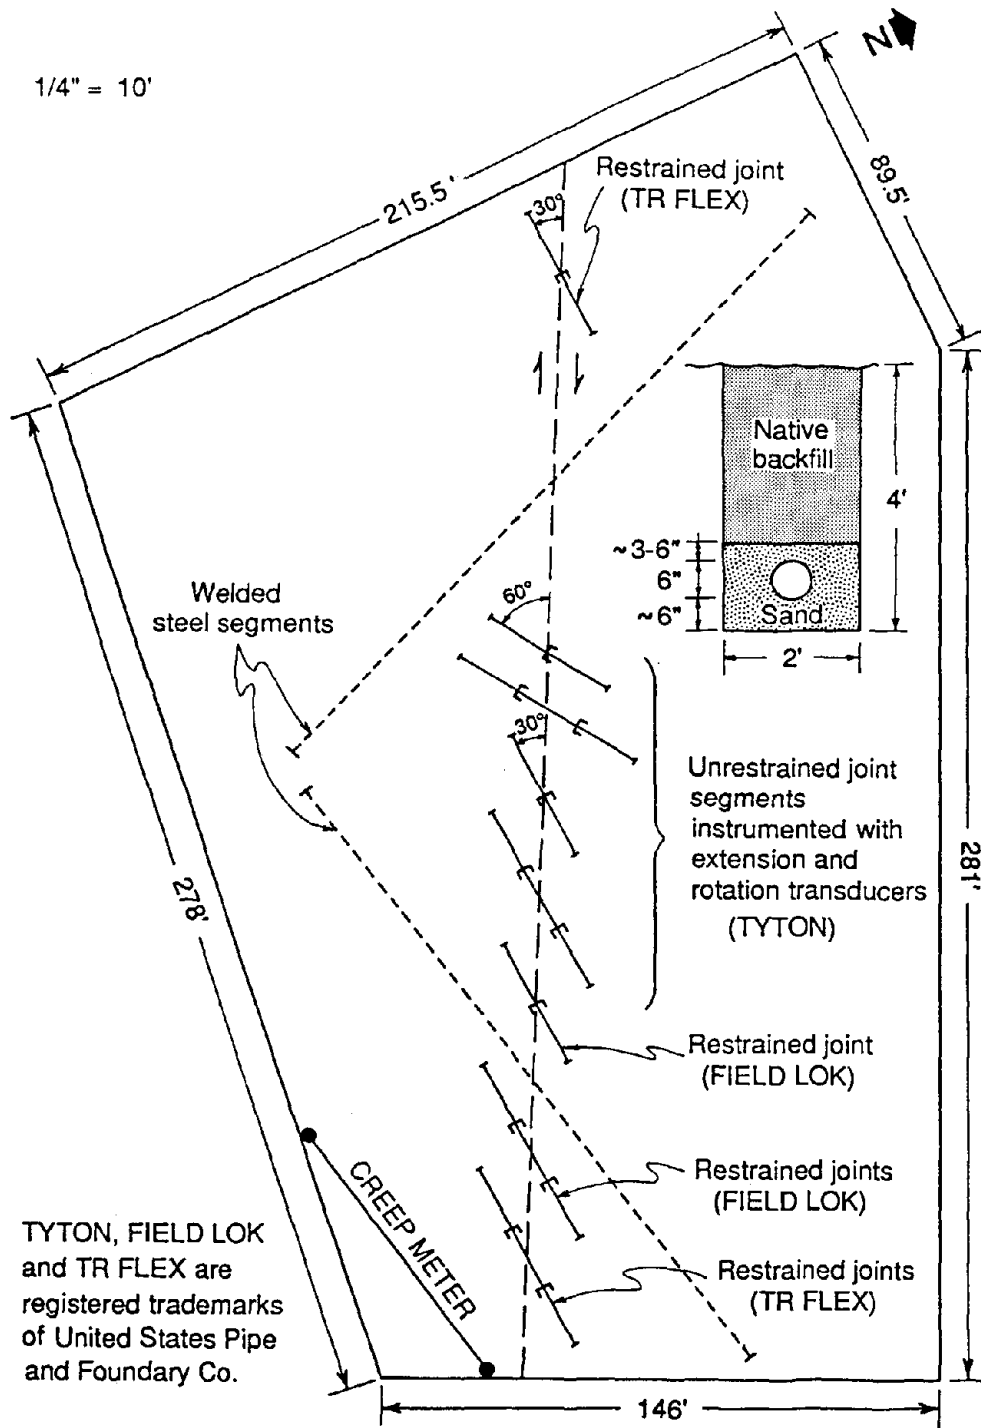 N
1/4" = 10'
215.5'
89.5'
Restrained joint
(TR FLEX)
30°
Native
backfill
4'
~3-6"
6"
~6"
Sand
2'
Welded
steel segments
60°
30°
Unrestrained joint
segments
instrumented with
extension and
rotation transducers
(TYTON)
278'
281'
Restrained joint
(FIELD LOK)
CREEP METER
Restrained joints
(FIELD LOK)
TYTON, FIELD LOK
and TR FLEX are
registered trademarks
of United States Pipe
and Foundary Co.
Restrained joints
(TR FLEX)
146'